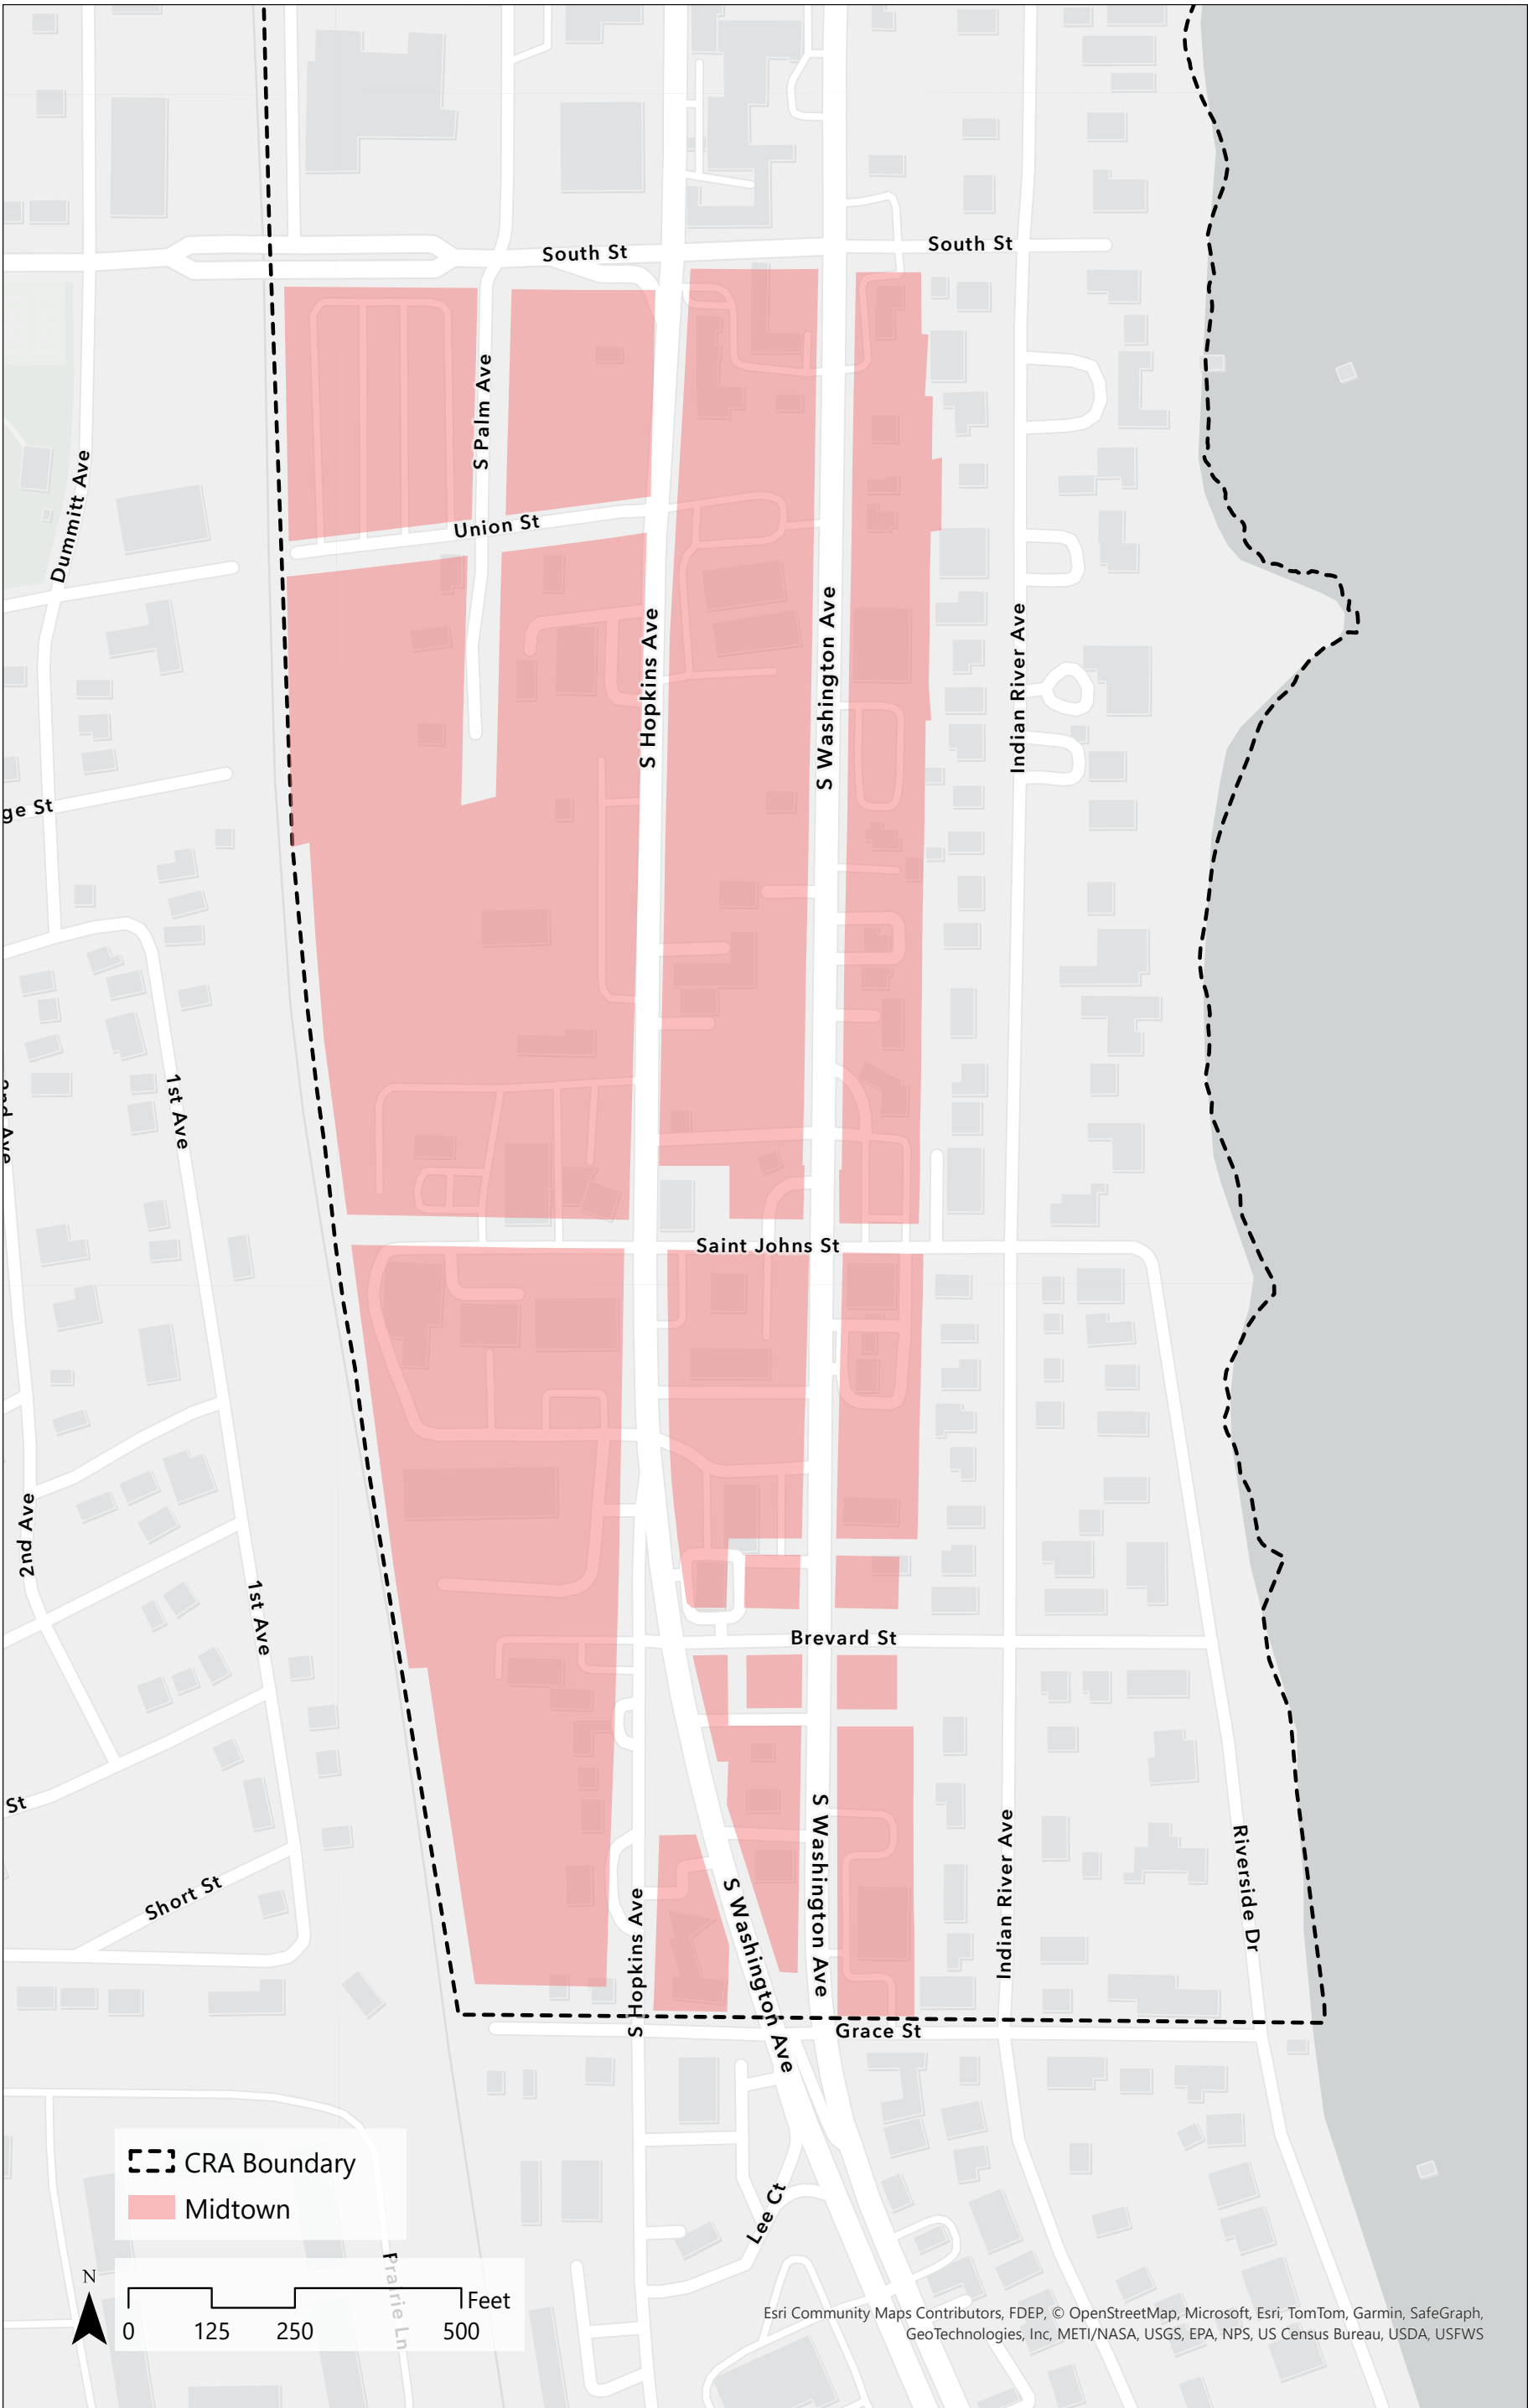 South St
South St
S Palm Ave
Union St
Dummitt Ave
S Hopkins Ave
S Washington Ave
Indian River Ave
ge St
1st Ave
2nd Ave
Saint Johns St
2nd Ave
1st Ave
Brevard St
St
Short St
S Hopkins Ave
S Washington Ave
S Washington Ave
Indian River Ave
Riverside Dr
Grace St
Lee Ct
Prairie Ln
CRA Boundary
Midtown
N
Feet
0 125 250 500
Esri Community Maps Contributors, FDEP, © OpenStreetMap, Microsoft, Esri, TomTom, Garmin, SafeGraph,
GeoTechnologies, Inc, METI/NASA, USGS, EPA, NPS, US Census Bureau, USDA, USFWS